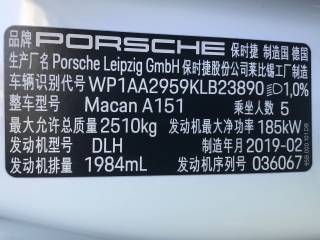 品牌 PORSCHE 保时捷 制造国 德国
生产厂名 Porsche Leipzig GmbH 保时捷股份公司莱比锡工厂制造
车辆识别代号 WP1AA2959KLB23890 1,0%
整车型号 Macan A151 乘坐人数 5
最大允许总质量 2510kg 发动机最大净功率 185kW
发动机型号 DLH 制造年月 2019-02
发动机排量 1984mL 发动机序列号 036067